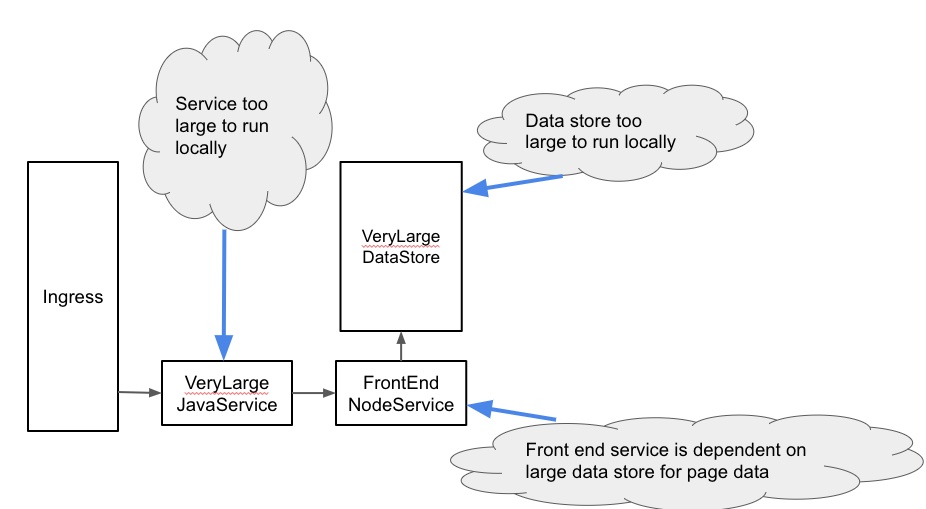 Service too
large to run
locally
Data store too
large to run locally
Ingress
VeryLarge
DataStore
VeryLarge
JavaService
FrontEnd
NodeService
Front end service is dependent on
large data store for page data